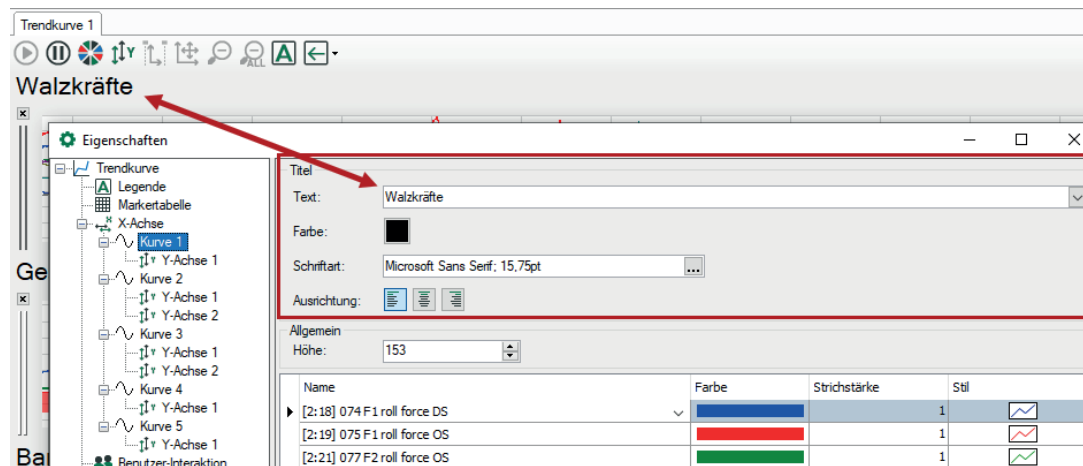 Trendkurve 1
Y ALL A
Walzkräfte
Eigenschaften
Trendkurve
A Legende
Markertabelle
X X-Achse
Kurve 1
Y Y-Achse 1
Kurve 2
Y Y-Achse 1
Y Y-Achse 2
Kurve 3
Y Y-Achse 1
Y Y-Achse 2
Kurve 4
Y Y-Achse 1
Kurve 5
Y Y-Achse 1
Benutzer-Interaktion
Titel
Text: Walzkräfte
Farbe:
Schriftart: Microsoft Sans Serif; 15,75pt ...
Ausrichtung:
Allgemein
Höhe: 153
Name Farbe Strichstärke Stil
[2:18] 074 F1 roll force DS 1
[2:19] 075 F1 roll force OS 1
[2:21] 077 F2 roll force OS 1
Ge
Ba